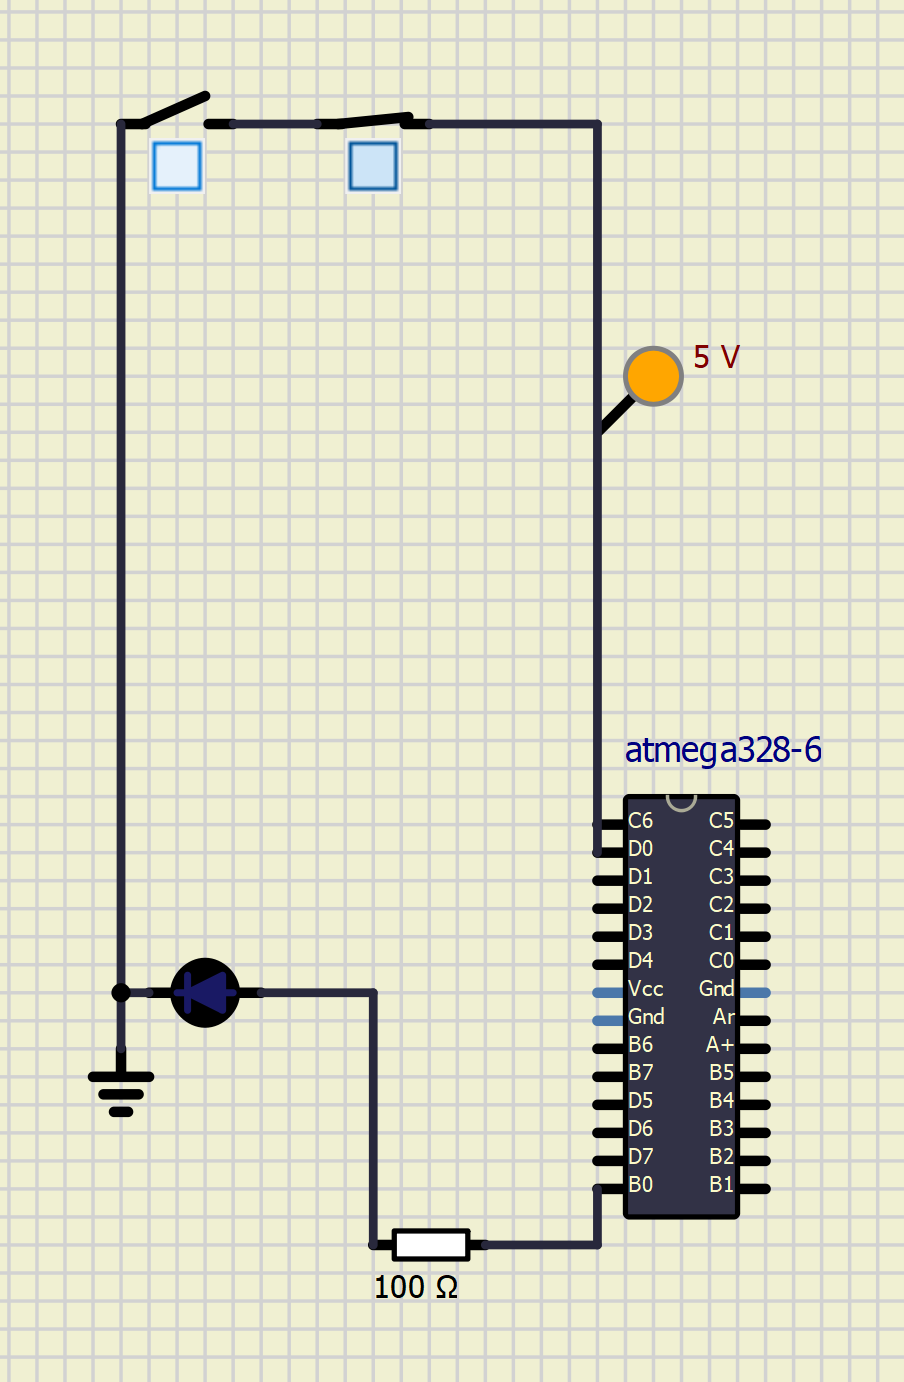 5 V
atmega328-6
C6 C5
D0 C4
D1 C3
D2 C2
D3 C1
D4 C0
Vcc Gnd
Gnd Ar
B6 A+
B7 B5
D5 B4
D6 B3
D7 B2
B0 B1
100 Ω